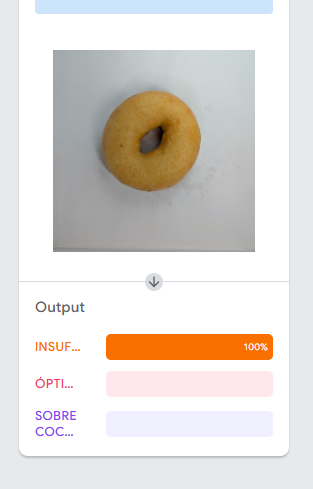 Output
INSUF...
100%
ÓPTI...
SOBRE
COC...